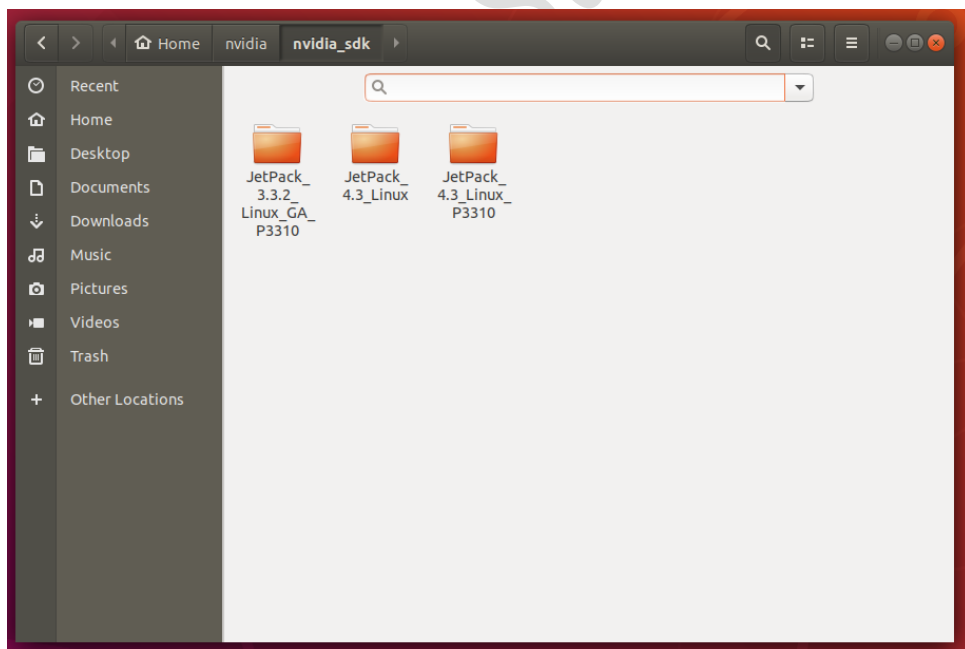 Home nvidia nvidia_sdk
Recent
Home
Desktop
Documents
Downloads
Music
Pictures
Videos
Trash
Other Locations
JetPack_
3.3.2_
Linux_GA_
P3310
JetPack_
4.3_Linux
JetPack_
4.3_Linux_
P3310